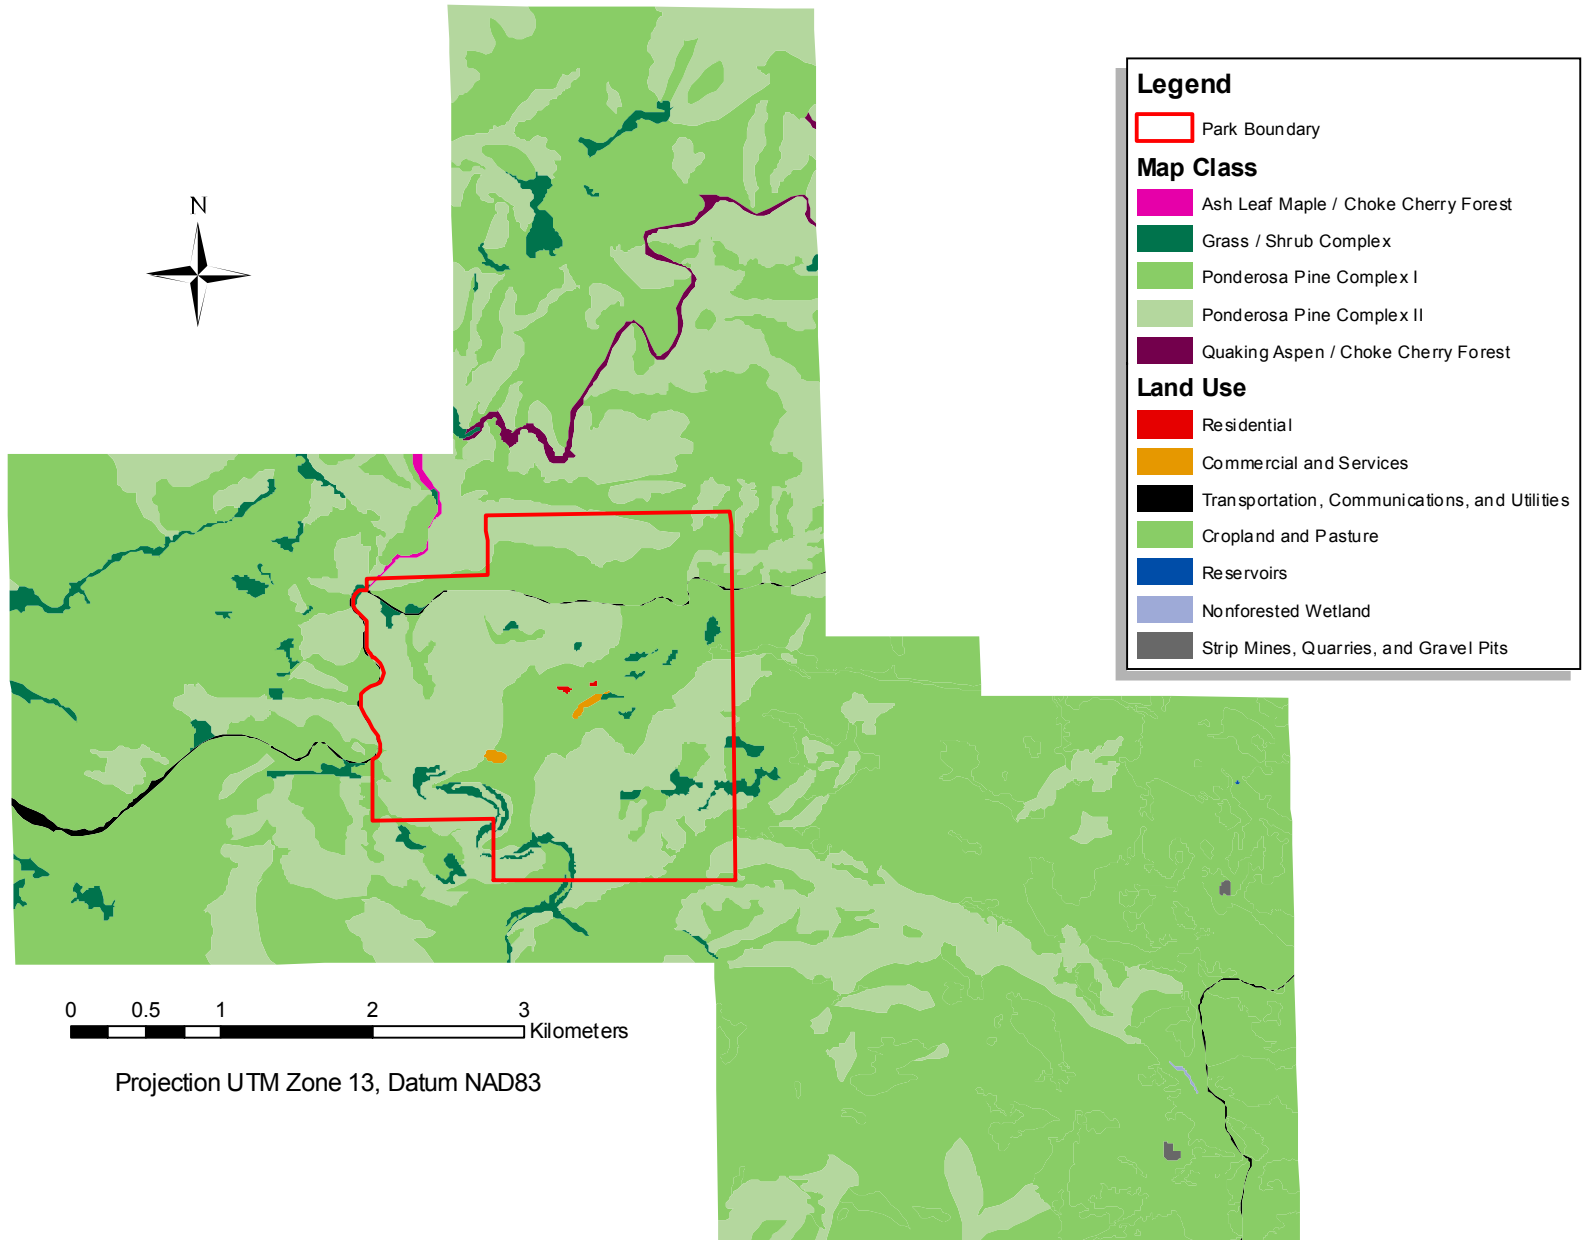 N
Legend
Park Boundary
Map Class
Ash Leaf Maple / Choke Cherry Forest
Grass / Shrub Complex
Ponderosa Pine Complex I
Ponderosa Pine Complex II
Quaking Aspen / Choke Cherry Forest
Land Use
Residential
Commercial and Services
Transportation, Communications, and Utilities
Cropland and Pasture
Reservoirs
Nonforested Wetland
Strip Mines, Quarries, and Gravel Pits
0 0.5 1 2 3
Kilometers
Projection UTM Zone 13, Datum NAD83